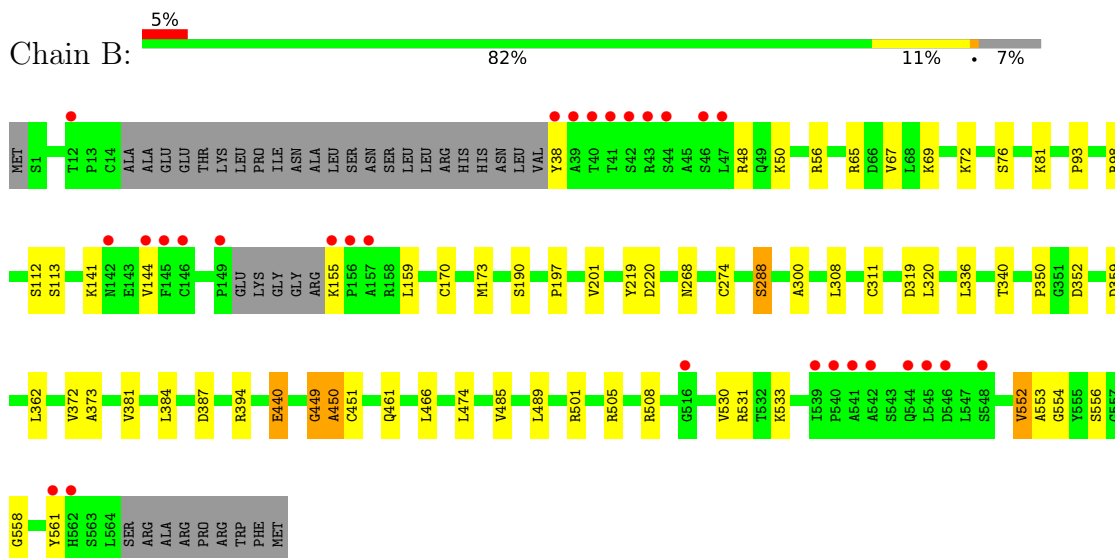 5%
Chain B:
82% 11% • 7%
MET S1 T12 P13 C14 ALA ALA GLU GLU THR LYS LEU PRO ILE ASN ALA LEU SER ASN SER LEU LEU ARG HIS HIS ASN LEU VAL Y38 A39 T40 T41 S42 R43 S44 A45 S46 L47 R48 Q49 K50 R56 R65 D66 V67 L68 K69 K72 S76 K81 P93
S112 S113 K141 N142 E143 V144 F145 C146 P149 GLU LYS GLY GLY ARG K155 P156 A157 R158 L159 C170 M173 S190 P197 V201 Y219 D220 N268 C274 S288 A300 L308 C311 D319 L320 L336 T340 P350 G351 D352 D359
L362 V372 A373 V381 L384 D387 R394 E440 G449 A450 C451 Q461 L466 L474 V485 L489 R501 R505 R508 G516 V530 R531 T532 K533 I539 P540 A541 A542 S543 Q544 L545 D546 L547 S548 V552 A553 G554 Y555 S556 G557
G558 Y561 H562 S563 L564 SER ARG ALA ARG PRO ARG TRP PHE MET